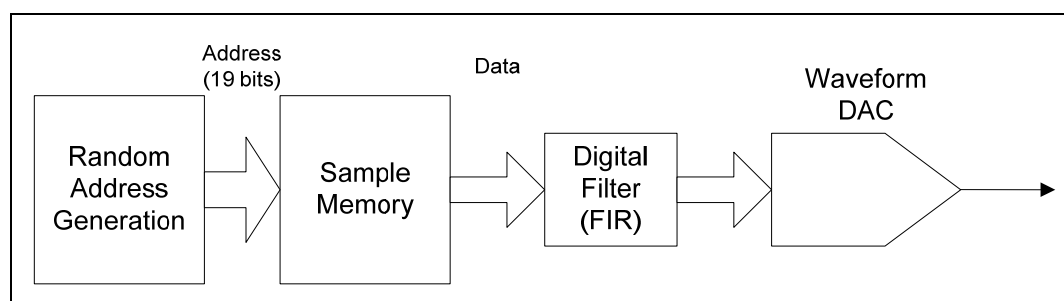 Address
(19 bits)
Data
Waveform
DAC
Random
Address
Generation
Sample
Memory
Digital
Filter
(FIR)